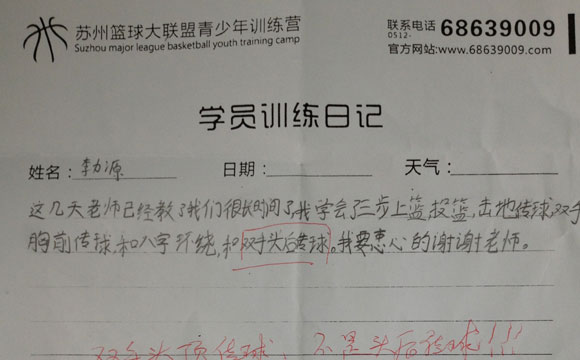 苏州篮球大联盟青少年训练营
Suzhou major league basketball youth training camp
联系电话 0512- 68639009
官方网站:www.68639009.com
学员训练日记
姓名: 李力源 日期: 天气:
这几天老师已经教了我们很长时间了我学会了三步上篮,投篮,击地传球,双手
胸前传球,和八字环绕,和双手头后传球。我要忠心的谢谢老师。
双手头顶传球、不是头后传球!!!